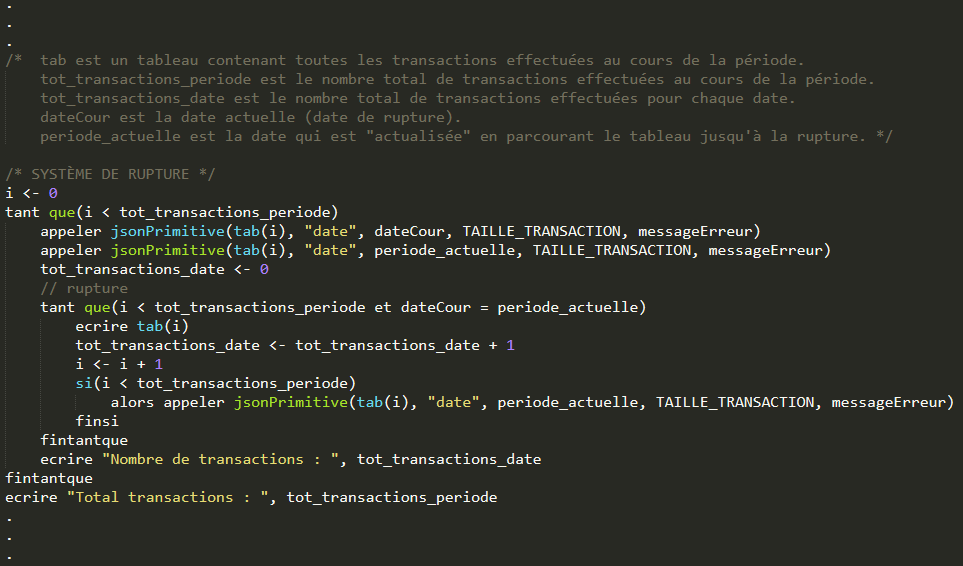 .
.
.
/*  tab est un tableau contenant toutes les transactions effectuées au cours de la période.
    tot_transactions_periode est le nombre total de transactions effectuées au cours de la période.
    tot_transactions_date est le nombre total de transactions effectuées pour chaque date.
    dateCour est la date actuelle (date de rupture).
    periode_actuelle est la date qui est "actualisée" en parcourant le tableau jusqu'à la rupture. */

/* SYSTÈME DE RUPTURE */
i <- 0
tant que(i < tot_transactions_periode)
    appeler jsonPrimitive(tab(i), "date", dateCour, TAILLE_TRANSACTION, messageErreur)
    appeler jsonPrimitive(tab(i), "date", periode_actuelle, TAILLE_TRANSACTION, messageErreur)
    tot_transactions_date <- 0
    // rupture
    tant que(i < tot_transactions_periode et dateCour = periode_actuelle)
        ecrire tab(i)
        tot_transactions_date <- tot_transactions_date + 1
        i <- i + 1
        si(i < tot_transactions_periode)
            alors appeler jsonPrimitive(tab(i), "date", periode_actuelle, TAILLE_TRANSACTION, messageErreur)
        finsi
    fintantque
    ecrire "Nombre de transactions : ", tot_transactions_date
fintantque
ecrire "Total transactions : ", tot_transactions_periode
.
.
.